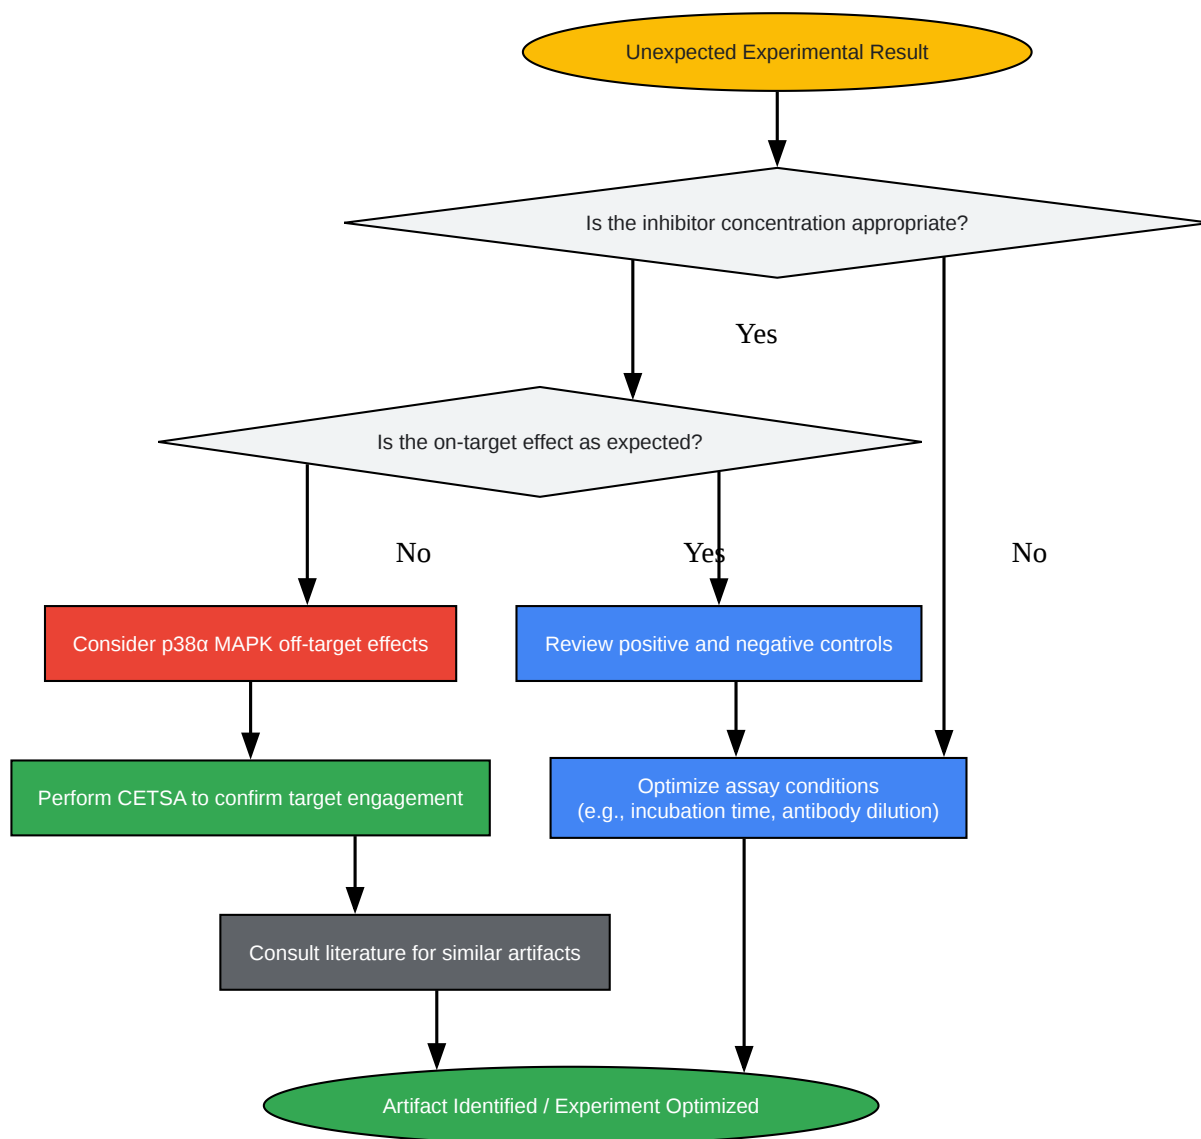 Unexpected Experimental Result
Is the inhibitor concentration appropriate?
Yes
Is the on-target effect as expected?
No
Yes
No
Consider p38α MAPK off-target effects
Review positive and negative controls
Perform CETSA to confirm target engagement
Optimize assay conditions
(e.g., incubation time, antibody dilution)
Consult literature for similar artifacts
Artifact Identified / Experiment Optimized